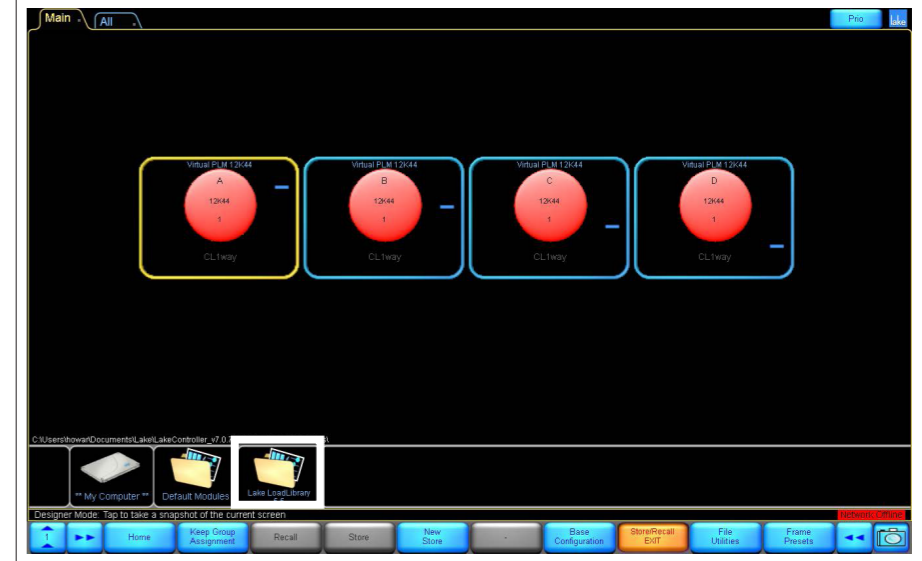 Main
All
Prio
lake
Virtual PLM 12K44
A
12K44
1
CL1way
Virtual PLM 12K44
B
12K44
1
CL1way
Virtual PLM 12K44
C
12K44
1
CL1way
Virtual PLM 12K44
D
12K44
1
CL1way
C:\Users\howar\Documents\Lake\LakeController_v7.0.
** My Computer **
Default Modules
Lake LoadLibrary
Designer Mode: Tap to take a snapshot of the current screen
Network Offline
1
Home
Keep Group
Assignment
Recall
Store
New
Store
-
Base
Configuration
Store/Recall
EXIT
File
Utilities
Frame
Presets